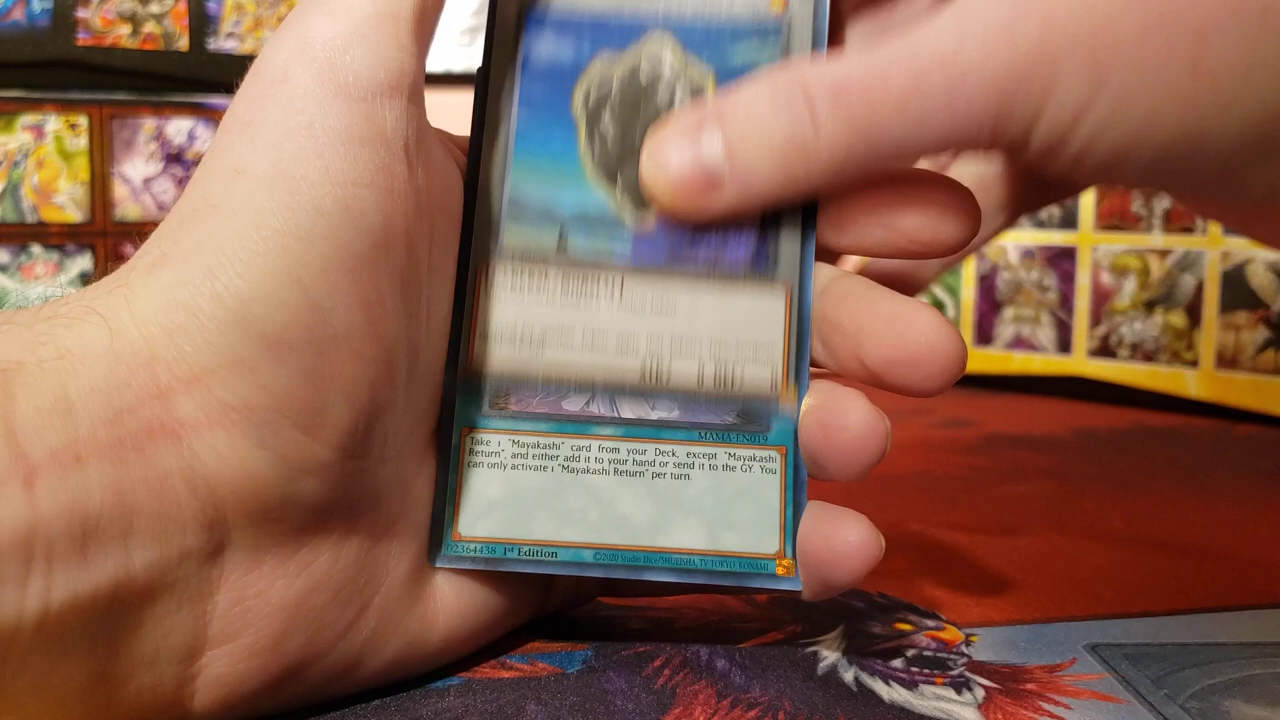 MAMA-EN019
Take 1 "Mayakashi" card from your Deck, except "Mayakashi
Return", and either add it to your hand or send it to the GY. You
can only activate 1 "Mayakashi Return" per turn.
02364438 1st Edition ©2020 Studio Dice/SHUEISHA, TV TOKYO, KONAMI